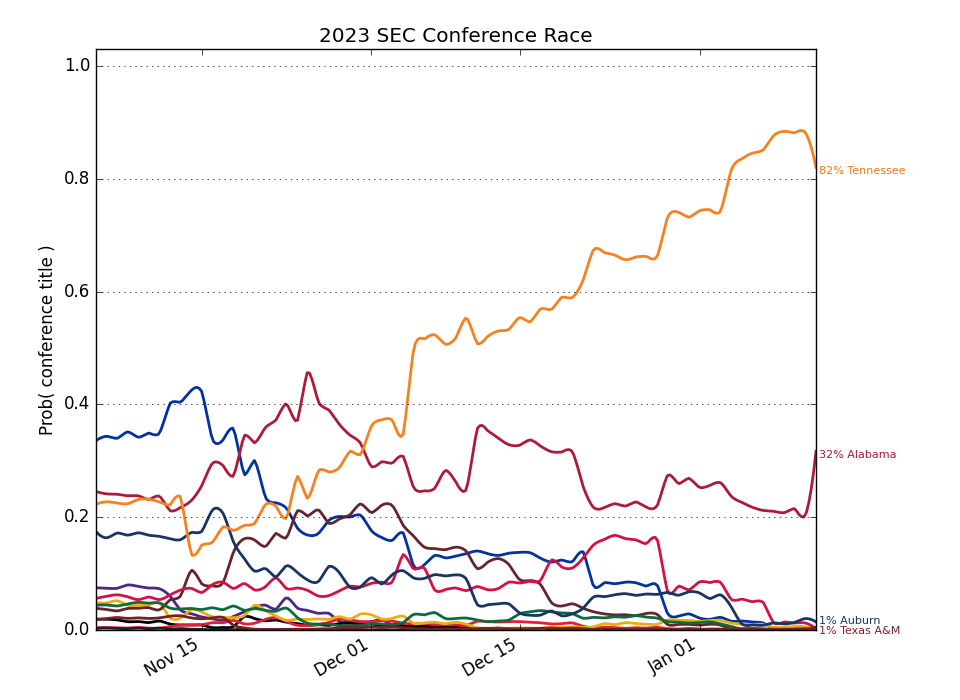 2023 SEC Conference Race
Prob( conference title )
1.0
0.8
0.6
0.4
0.2
0.0
82% Tennessee
32% Alabama
1% Auburn
1% Texas A&M
Nov 15
Dec 01
Dec 15
Jan 01